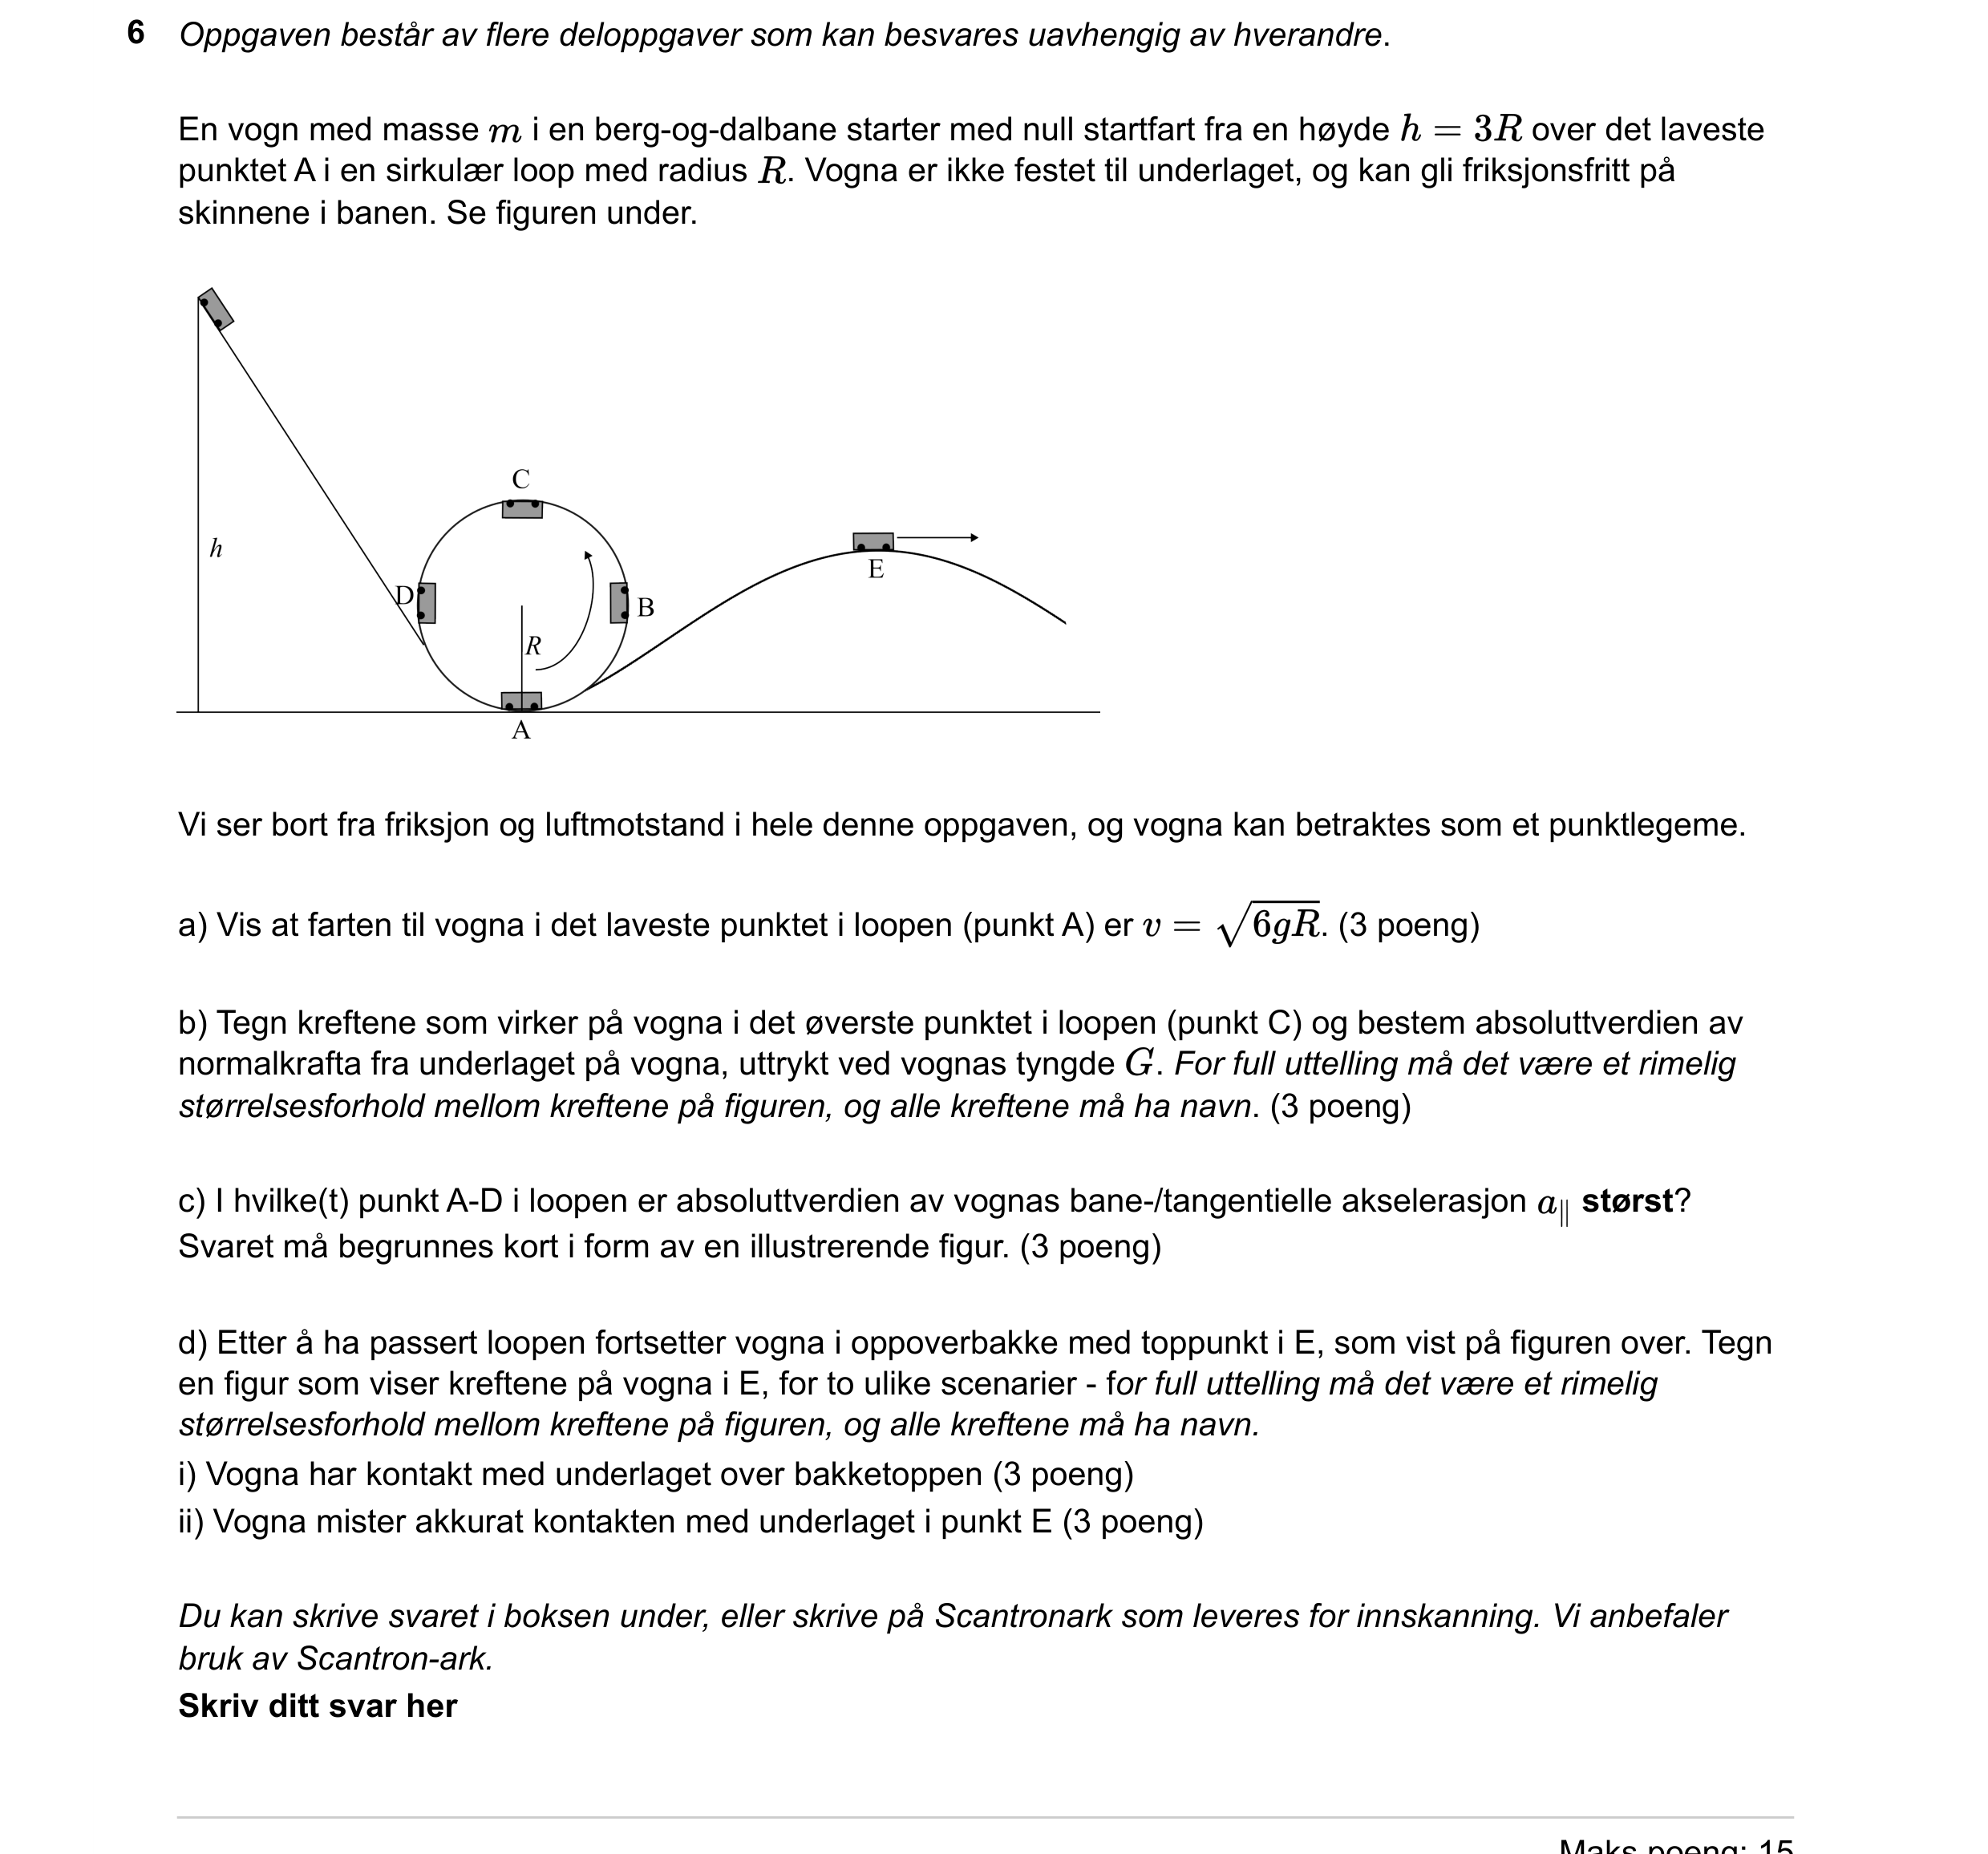 6 Oppgaven består av flere deloppgaver som kan besvares uavhengig av hverandre.
En vogn med masse m i en berg-og-dalbane starter med null startfart fra en høyde h = 3R over det laveste
punktet A i en sirkulær loop med radius R. Vogna er ikke festet til underlaget, og kan gli friksjonsfritt på
skinnene i banen. Se figuren under.
C
h
E
D
B
R
A
Vi ser bort fra friksjon og luftmotstand i hele denne oppgaven, og vogna kan betraktes som et punktlegeme.
a) Vis at farten til vogna i det laveste punktet i loopen (punkt A) er v = √6gR. (3 poeng)
b) Tegn kreftene som virker på vogna i det øverste punktet i loopen (punkt C) og bestem absoluttverdien av
normalkrafta fra underlaget på vogna, uttrykt ved vognas tyngde G. For full uttelling må det være et rimelig
størrelsesforhold mellom kreftene på figuren, og alle kreftene må ha navn. (3 poeng)
c) I hvilke(t) punkt A-D i loopen er absoluttverdien av vognas bane-/tangentielle akselerasjon a∥ størst?
Svaret må begrunnes kort i form av en illustrerende figur. (3 poeng)
d) Etter å ha passert loopen fortsetter vogna i oppoverbakke med toppunkt i E, som vist på figuren over. Tegn
en figur som viser kreftene på vogna i E, for to ulike scenarier - for full uttelling må det være et rimelig
størrelsesforhold mellom kreftene på figuren, og alle kreftene må ha navn.
i) Vogna har kontakt med underlaget over bakketoppen (3 poeng)
ii) Vogna mister akkurat kontakten med underlaget i punkt E (3 poeng)
Du kan skrive svaret i boksen under, eller skrive på Scantronark som leveres for innskanning. Vi anbefaler
bruk av Scantron-ark.
Skriv ditt svar her
Maks poeng: 15